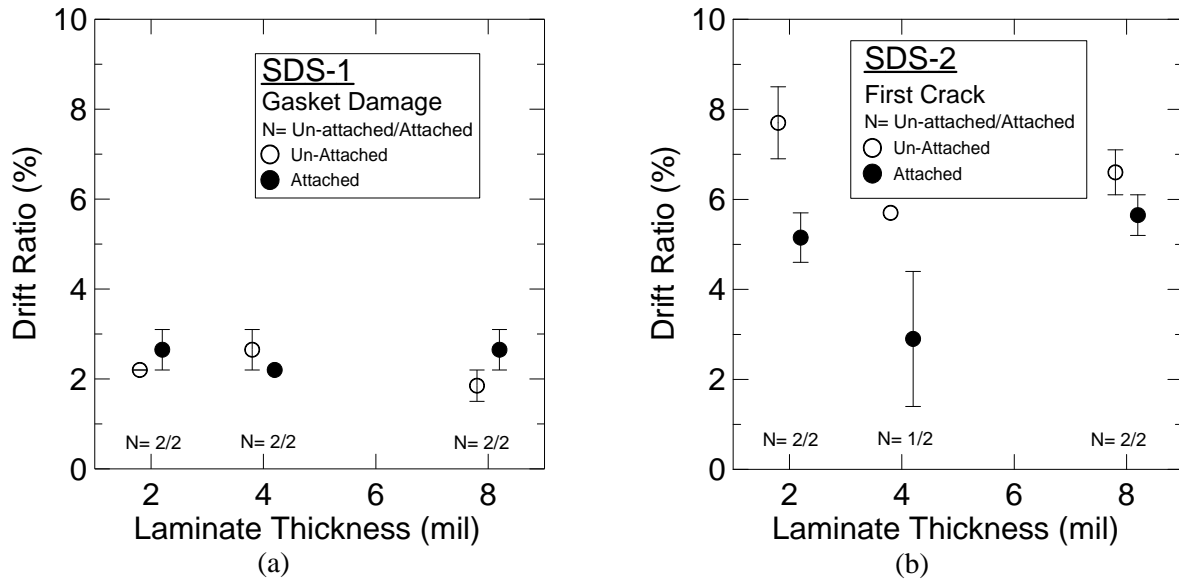 SDS-1
Gasket Damage
N= Un-attached/Attached
Un-Attached
Attached
Drift Ratio (%)
10
8
6
4
2
0
N= 2/2
N= 2/2
N= 2/2
2
4
6
8
Laminate Thickness (mil)
(a)
SDS-2
First Crack
N= Un-attached/Attached
Un-Attached
Attached
Drift Ratio (%)
10
8
6
4
2
0
N= 2/2
N= 1/2
N= 2/2
2
4
6
8
Laminate Thickness (mil)
(b)